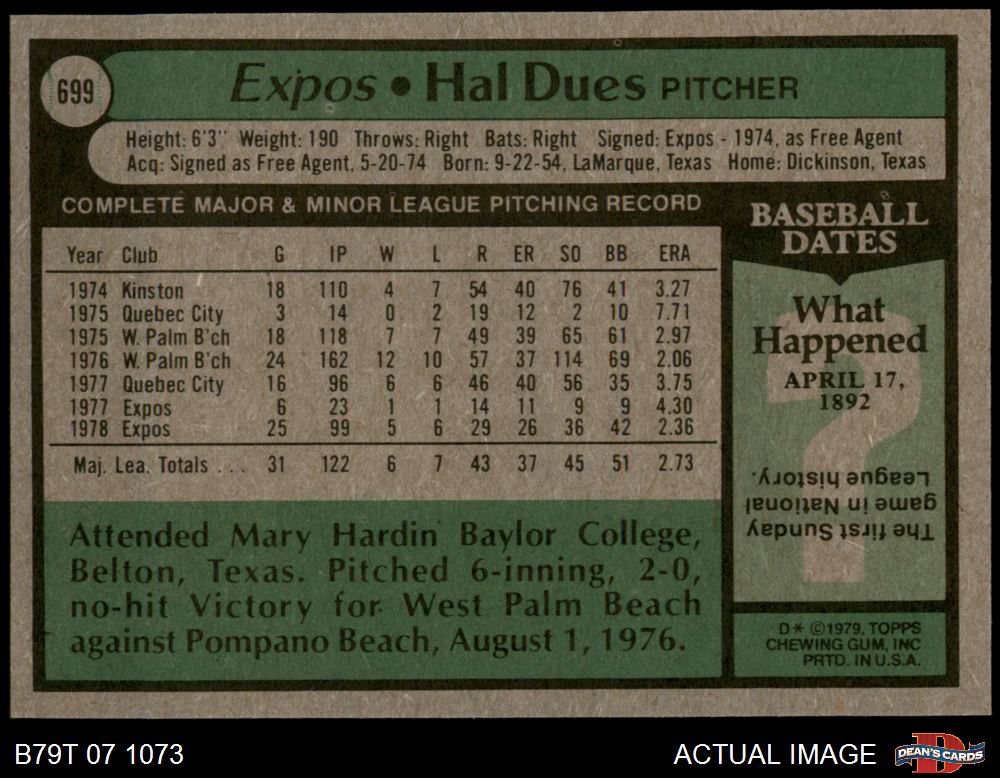 699
Expos • Hal Dues PITCHER
Height: 6'3" Weight: 190 Throws: Right Bats: Right Signed: Expos - 1974, as Free Agent
Acq: Signed as Free Agent, 5-20-74 Born: 9-22-54, LaMarque, Texas Home: Dickinson, Texas
COMPLETE MAJOR & MINOR LEAGUE PITCHING RECORD
Year Club G IP W L R ER SO BB ERA
1974 Kinston 18 110 4 7 54 40 76 41 3.27
1975 Quebec City 3 14 0 2 19 12 2 10 7.71
1975 W. Palm B'ch 18 118 7 7 49 39 65 61 2.97
1976 W. Palm B'ch 24 162 12 10 57 37 114 69 2.06
1977 Quebec City 16 96 6 6 46 40 56 35 3.75
1977 Expos 6 23 1 1 14 11 9 9 4.30
1978 Expos 25 99 5 6 29 26 36 42 2.36
Maj. Lea. Totals ... 31 122 6 7 43 37 45 51 2.73
Attended Mary Hardin Baylor College,
Belton, Texas. Pitched 6-inning, 2-0,
no-hit Victory for West Palm Beach
against Pompano Beach, August 1, 1976.
BASEBALL
DATES
What
Happened
APRIL 17,
1892
?
The first Sunday
game in National
League history.
D* ©1979, TOPPS
CHEWING GUM, INC
PRTD. IN U.S.A.
B79T 07 1073
ACTUAL IMAGE
DEAN'S CARDS